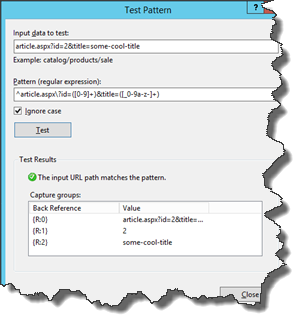 Test Pattern
?
Input data to test:
article.aspx?id=2&title=some-cool-title
Example: catalog/products/sale
Pattern (regular expression):
^article.aspx\?id=([0-9]+)&title=([_0-9a-z-]+)
Ignore case
Test
Test Results
The input URL path matches the pattern.
Capture groups:
Back Reference Value
{R:0} article.aspx?id=2&title=...
{R:1} 2
{R:2} some-cool-title
Close